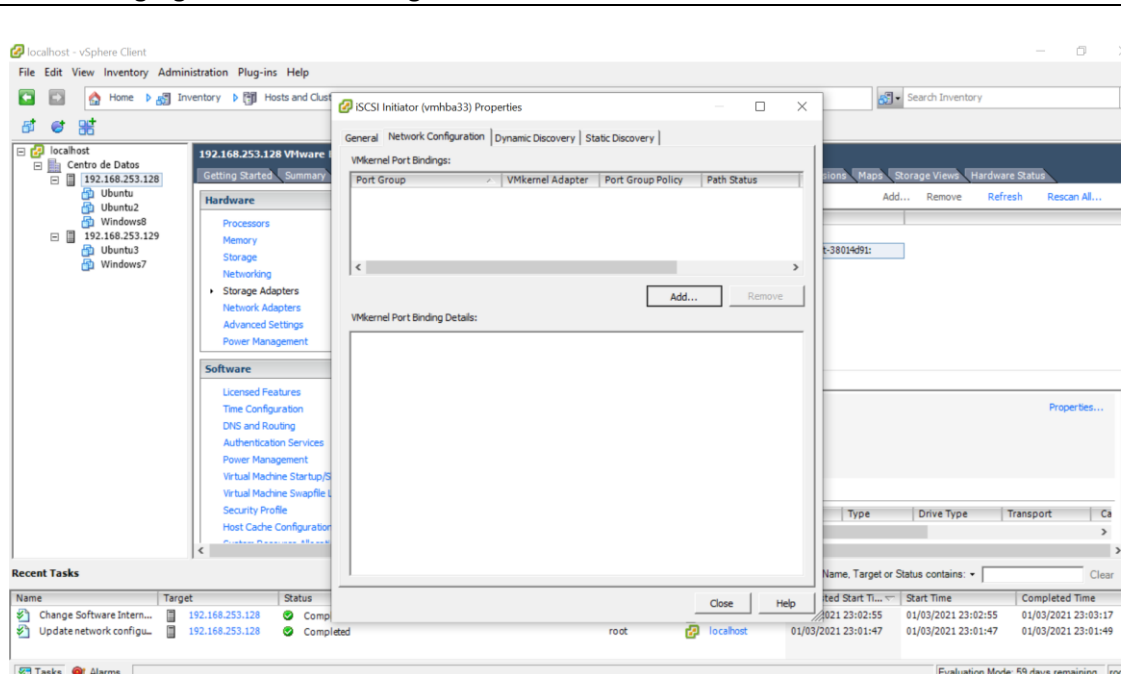 localhost - vSphere Client
File Edit View Inventory Administration Plug-ins Help
Home Inventory Hosts and Clust
Search Inventory
iSCSI Initiator (vmhba33) Properties
General Network Configuration Dynamic Discovery Static Discovery
VMkernel Port Bindings:
Port Group VMkernel Adapter Port Group Policy Path Status
Add... Remove
VMkernel Port Binding Details:
Close Help
localhost
Centro de Datos
192.168.253.128
Ubuntu
Ubuntu2
Windows8
192.168.253.129
Ubuntu3
Windows7
192.168.253.128 VMware
Getting Started Summary
sions Maps Storage Views Hardware Status
Hardware
Processors
Memory
Storage
Networking
Storage Adapters
Network Adapters
Advanced Settings
Power Management
Software
Licensed Features
Time Configuration
DNS and Routing
Authentication Services
Power Management
Virtual Machine Startup/S
Virtual Machine Swapfile L
Security Profile
Host Cache Configuration
Add... Remove Refresh Rescan All...
t-38014d91:
Properties...
Type Drive Type Transport Ca
Recent Tasks
Name, Target or Status contains: Clear
Name Target Status ted Start Ti... Start Time Completed Time
Change Software Intern... 192.168.253.128 Comp 2021 23:02:55 01/03/2021 23:02:55 01/03/2021 23:03:17
Update network configu... 192.168.253.128 Completed root localhost 01/03/2021 23:01:47 01/03/2021 23:01:47 01/03/2021 23:01:49
Tasks Alarms Evaluation Mode: 59 days remaining